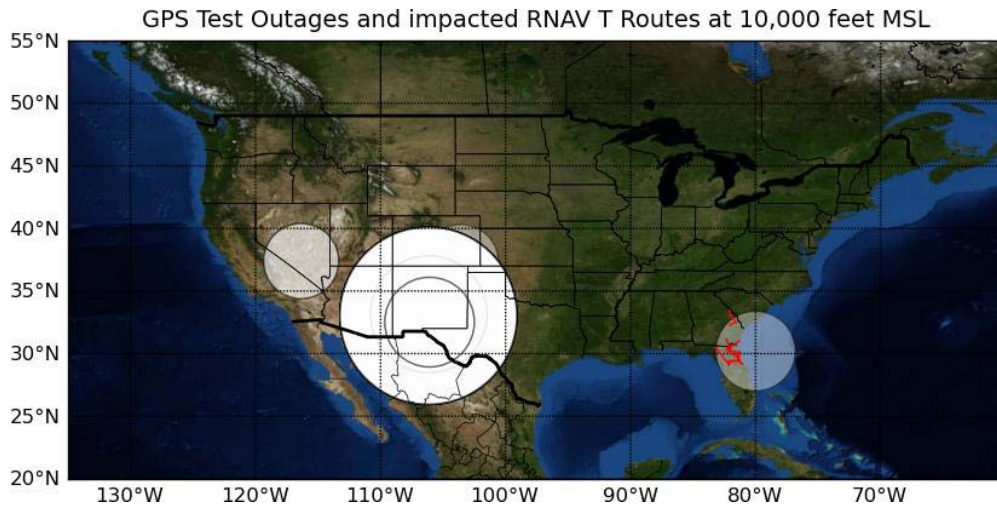 GPS Test Outages and impacted RNAV T Routes at 10,000 feet MSL
55°N
50°N
45°N
40°N
35°N
30°N
25°N
20°N
130°W 120°W 110°W 100°W 90°W 80°W 70°W